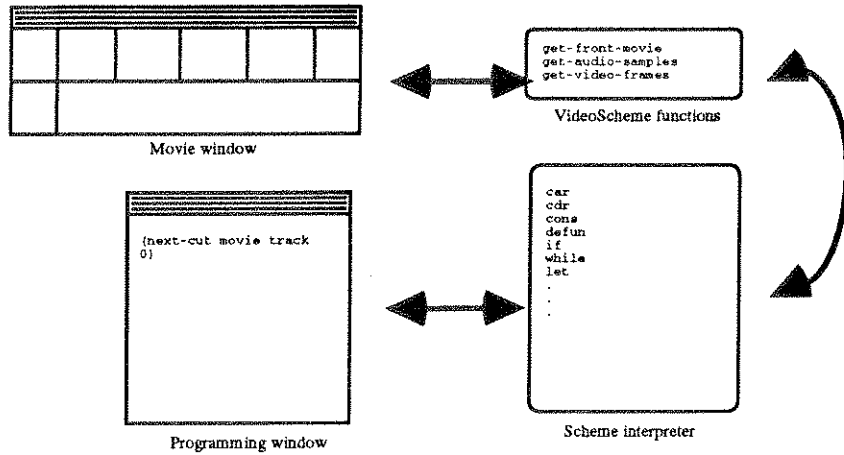 get-front-movie
get-audio-samples
get-video-frames
VideoScheme functions
Movie window
(next-cut movie track
0)
Programming window
car
cdr
cons
defun
if
while
let
.
.
.
Scheme interpreter